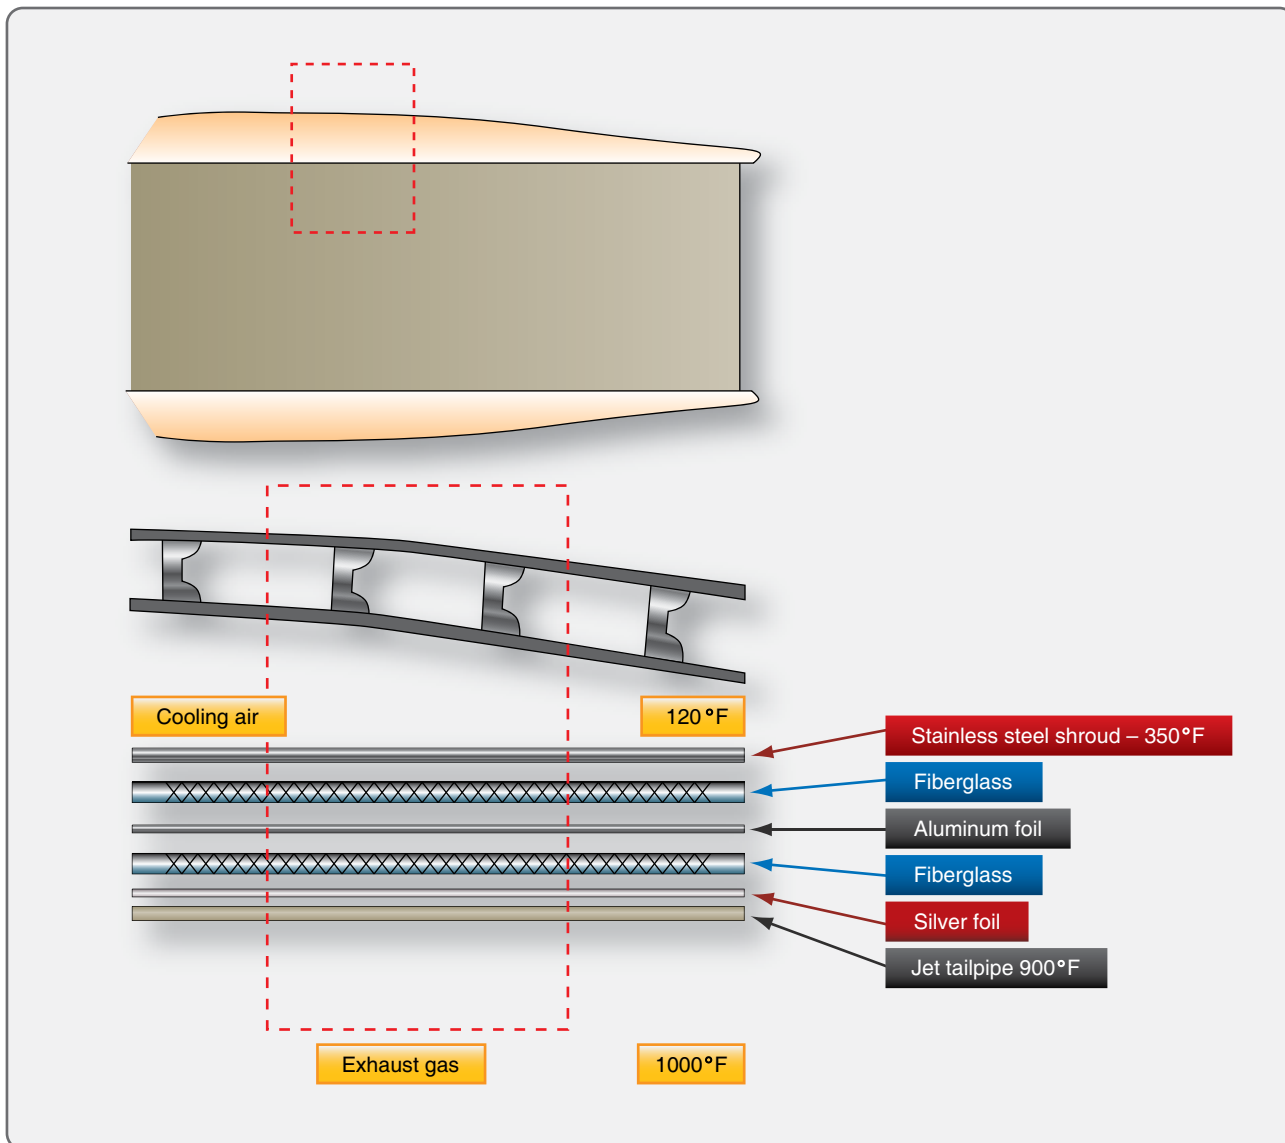 Cooling air
120°F
Stainless steel shroud – 350°F
Fiberglass
Aluminum foil
Fiberglass
Silver foil
Jet tailpipe 900°F
Exhaust gas
1000°F